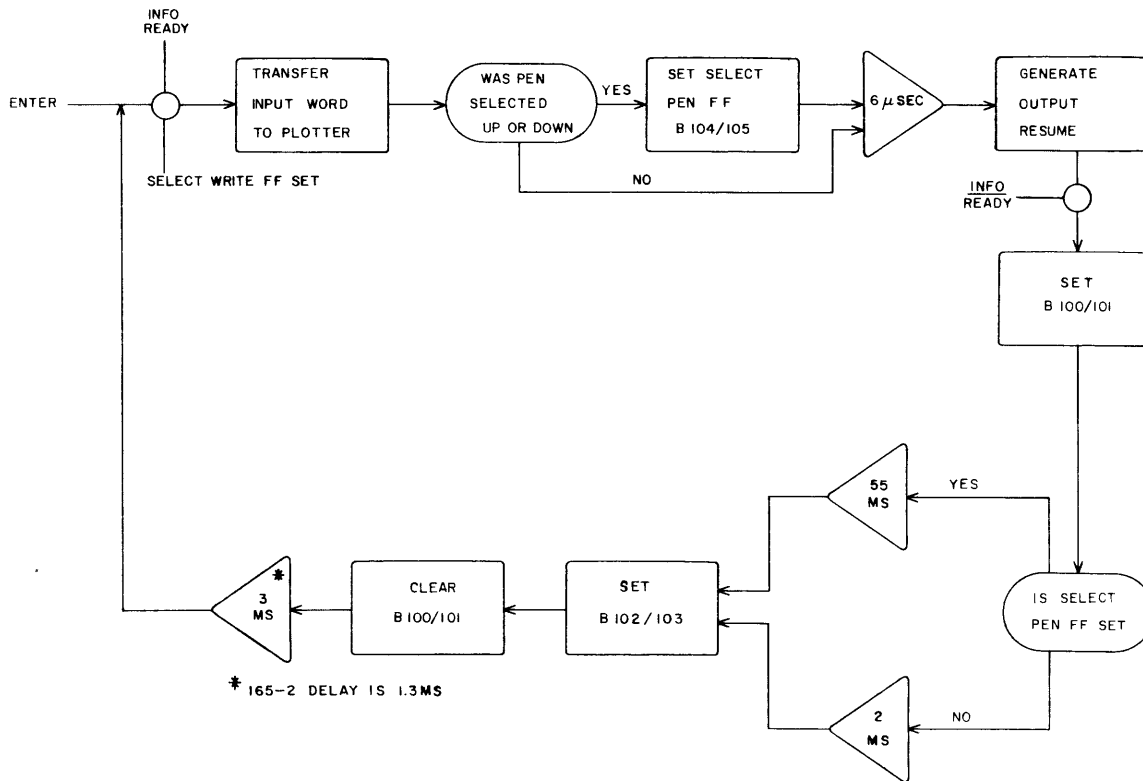 INFO
READY
ENTER
SELECT WRITE FF SET
TRANSFER
INPUT WORD
TO PLOTTER
WAS PEN
SELECTED
UP OR DOWN
YES
NO
SET SELECT
PEN FF
B 104/105
6 μSEC
GENERATE
OUTPUT
RESUME
INFO
READY
SET
B 100/101
IS SELECT
PEN FF SET
YES
55
MS
NO
2
MS
SET
B 102/103
CLEAR
B 100/101
3 *
MS
* 165-2 DELAY IS 1.3MS